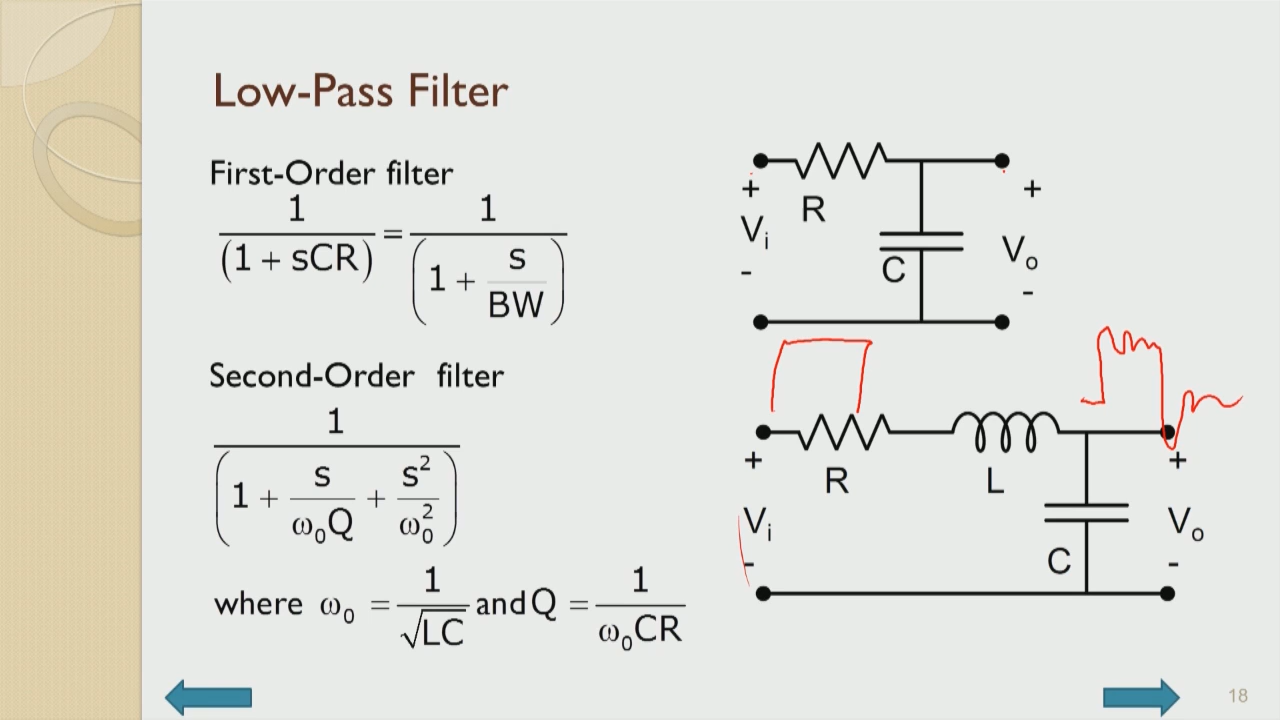 Low-Pass Filter
First-Order filter
1/(1 + sCR) = 1/(1 + s/BW)
Second-Order filter
1/(1 + s/ω₀Q + s²/ω₀²)
where ω₀ = 1/√LC and Q = 1/ω₀CR
+
Vi
-
R
C
+
Vo
-
+
Vi
-
R
L
C
+
Vo
-
18